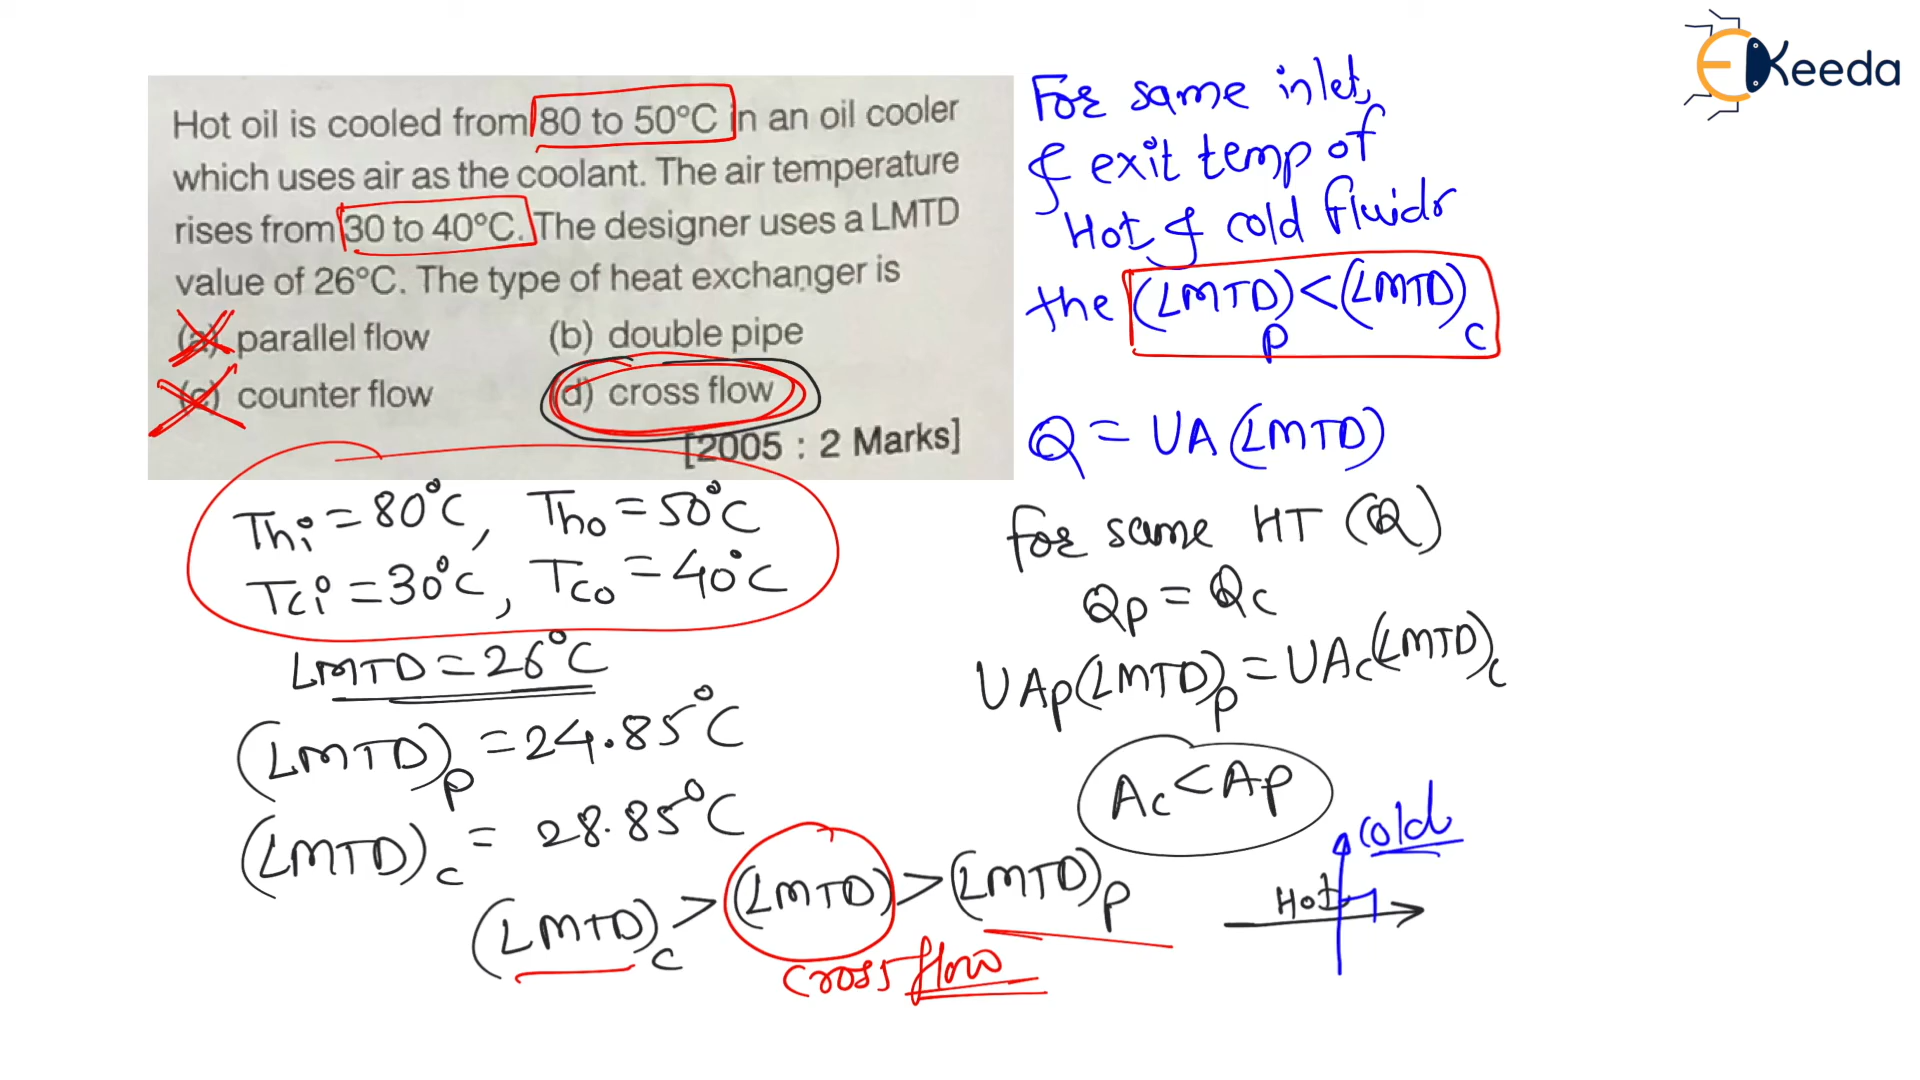 EKeeda
Hot oil is cooled from 80 to 50°C in an oil cooler
which uses air as the coolant. The air temperature
rises from 30 to 40°C. The designer uses a LMTD
value of 26°C. The type of heat exchanger is
(a) parallel flow (b) double pipe
(c) counter flow (d) cross flow
[2005 : 2 Marks]
Thi = 80°C, Tho = 50°C
Tci = 30°C, Tco = 40°C
LMTD = 26°C
(LMTD)p = 24.85°C
(LMTD)c = 28.85°C
(LMTD)c > (LMTD) > (LMTD)p
cross flow
For same inlet,
& exit temp of
Hot & cold fluids
the (LMTD)p < (LMTD)c
Q = UA (LMTD)
for same HT (Q)
Qp = Qc
UAp(LMTD)p = UAc(LMTD)c
Ac < Ap
cold
Hot